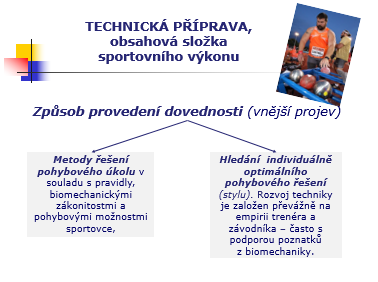 TECHNICKÁ PŘÍPRAVA,
obsahová složka
sportovního výkonu
Způsob provedení dovednosti (vnější projev)
Metody řešení
pohybového úkolu v
souladu s pravidly,
biomechanickými
zákonitostmi a
pohybovými možnostmi
sportovce,
Hledání individuálně
optimálního
pohybového řešení
(stylu). Rozvoj techniky
je založen převážně na
empirii trenéra a
závodníka – často s
podporou poznatků
z biomechaniky.